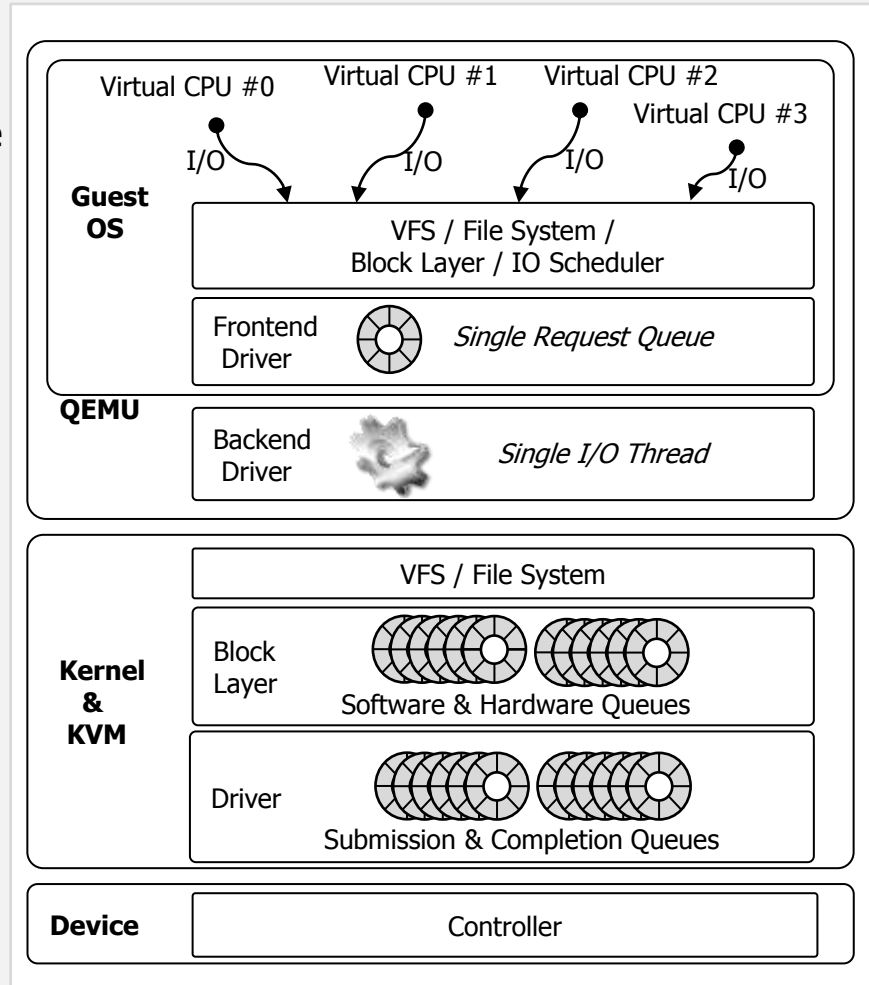 Virtual CPU #0
Virtual CPU #1
Virtual CPU #2
Virtual CPU #3
e
I/O
I/O
I/O
I/O
Guest
OS
VFS / File System /
Block Layer / IO Scheduler
Frontend
Driver
Single Request Queue
QEMU
Backend
Driver
Single I/O Thread
VFS / File System
Kernel
&
KVM
Block
Layer
Software & Hardware Queues
Driver
Submission & Completion Queues
Device
Controller